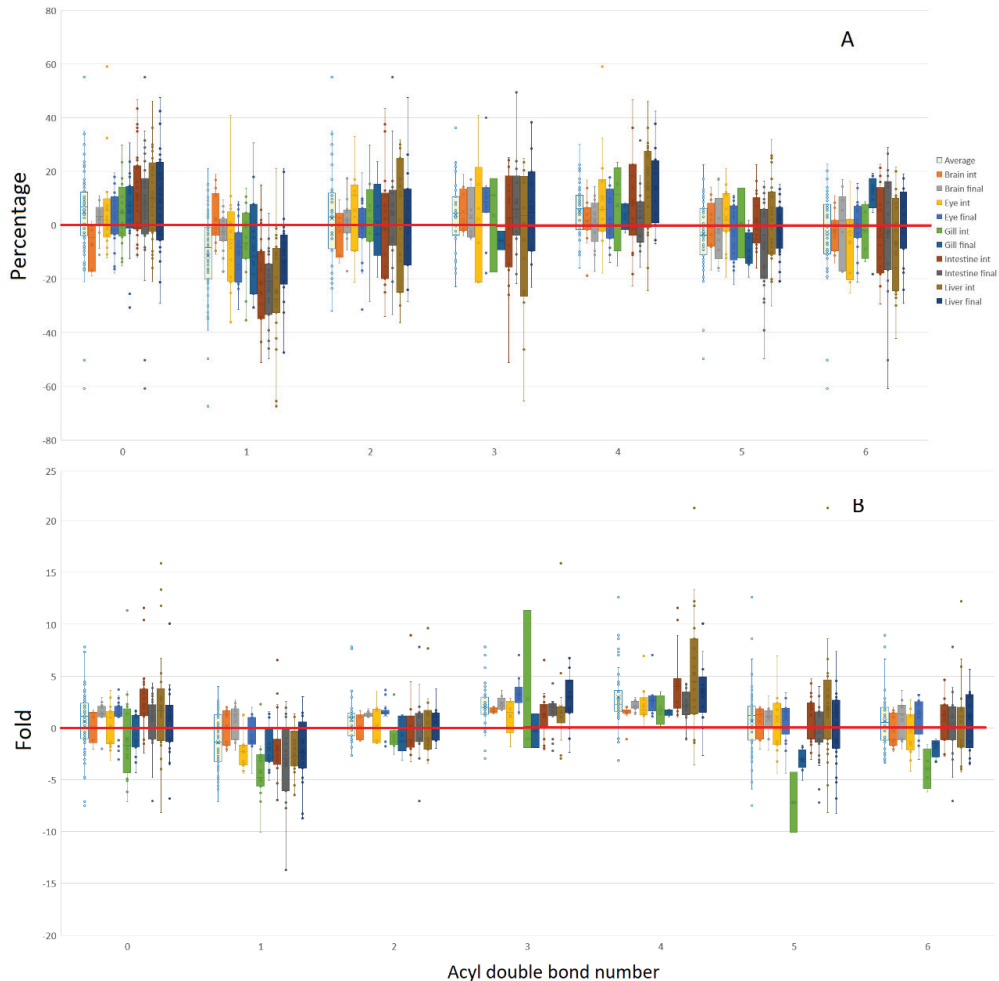 80
A
60
40
20
0
-20
-40
-60
-80
Percentage
0 1 2 3 4 5 6
Average
Brain int
Brain final
Eye int
Eye final
Gill int
Gill final
Intestine int
Intestine final
Liver int
Liver final
25
B
20
15
10
5
0
-5
-10
-15
-20
Fold
0 1 2 3 4 5 6
Acyl double bond number